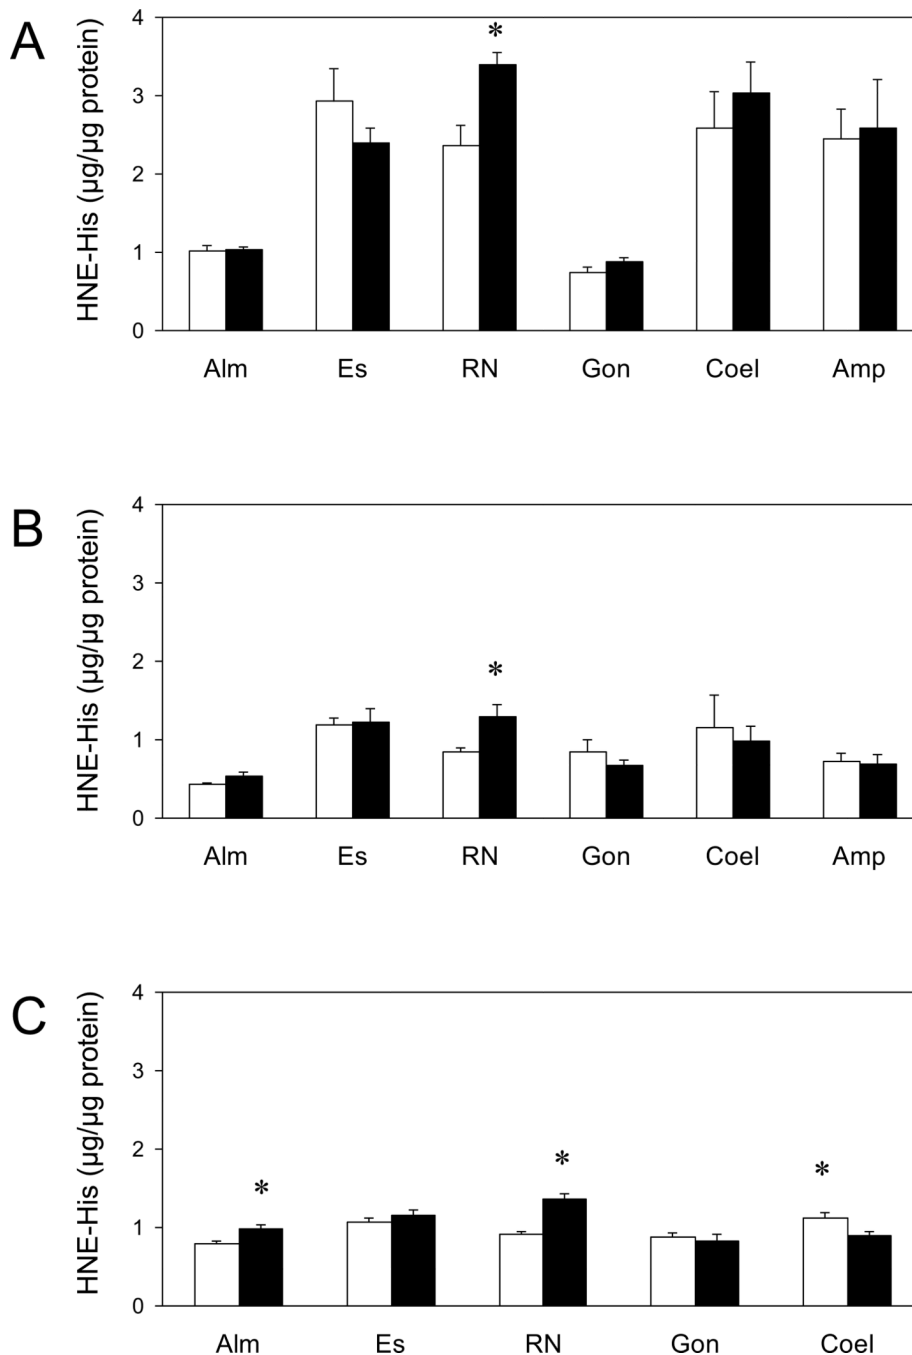 A
HNE-His (µg/µg protein)
4
3
2
1
0
*
Alm Es RN Gon Coel Amp
B
HNE-His (µg/µg protein)
4
3
2
1
0
*
Alm Es RN Gon Coel Amp
C
HNE-His (µg/µg protein)
4
3
2
1
0
* * *
Alm Es RN Gon Coel